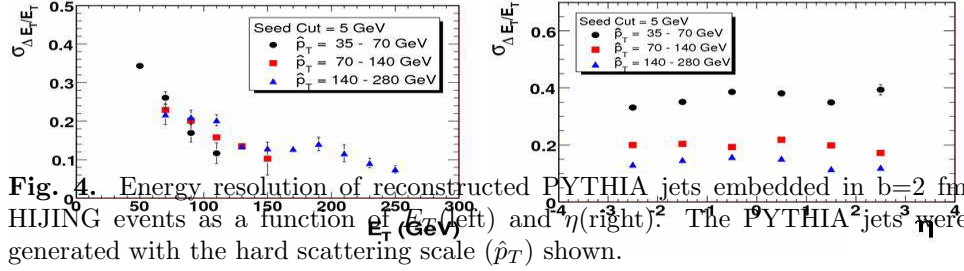 σ_{Δ E_T/E_T}
0.5
0.4
0.3
0.2
0.1
0
50
100
150
200
250
300
E_T (GeV)
Seed Cut = 5 GeV
p̂_T = 35 - 70 GeV
p̂_T = 70 - 140 GeV
p̂_T = 140 - 280 GeV
σ_{Δ E_T/E_T}
0.6
0.4
0.2
0
-4
-3
-2
-1
0
1
2
3
4
η
Seed Cut = 5 GeV
p̂_T = 35 - 70 GeV
p̂_T = 70 - 140 GeV
p̂_T = 140 - 280 GeV
Fig. 4. Energy resolution of reconstructed PYTHIA jets embedded in b=2 fm
HIJING events as a function of E_T(left) and η(right). The PYTHIA jets were
generated with the hard scattering scale (p̂_T) shown.